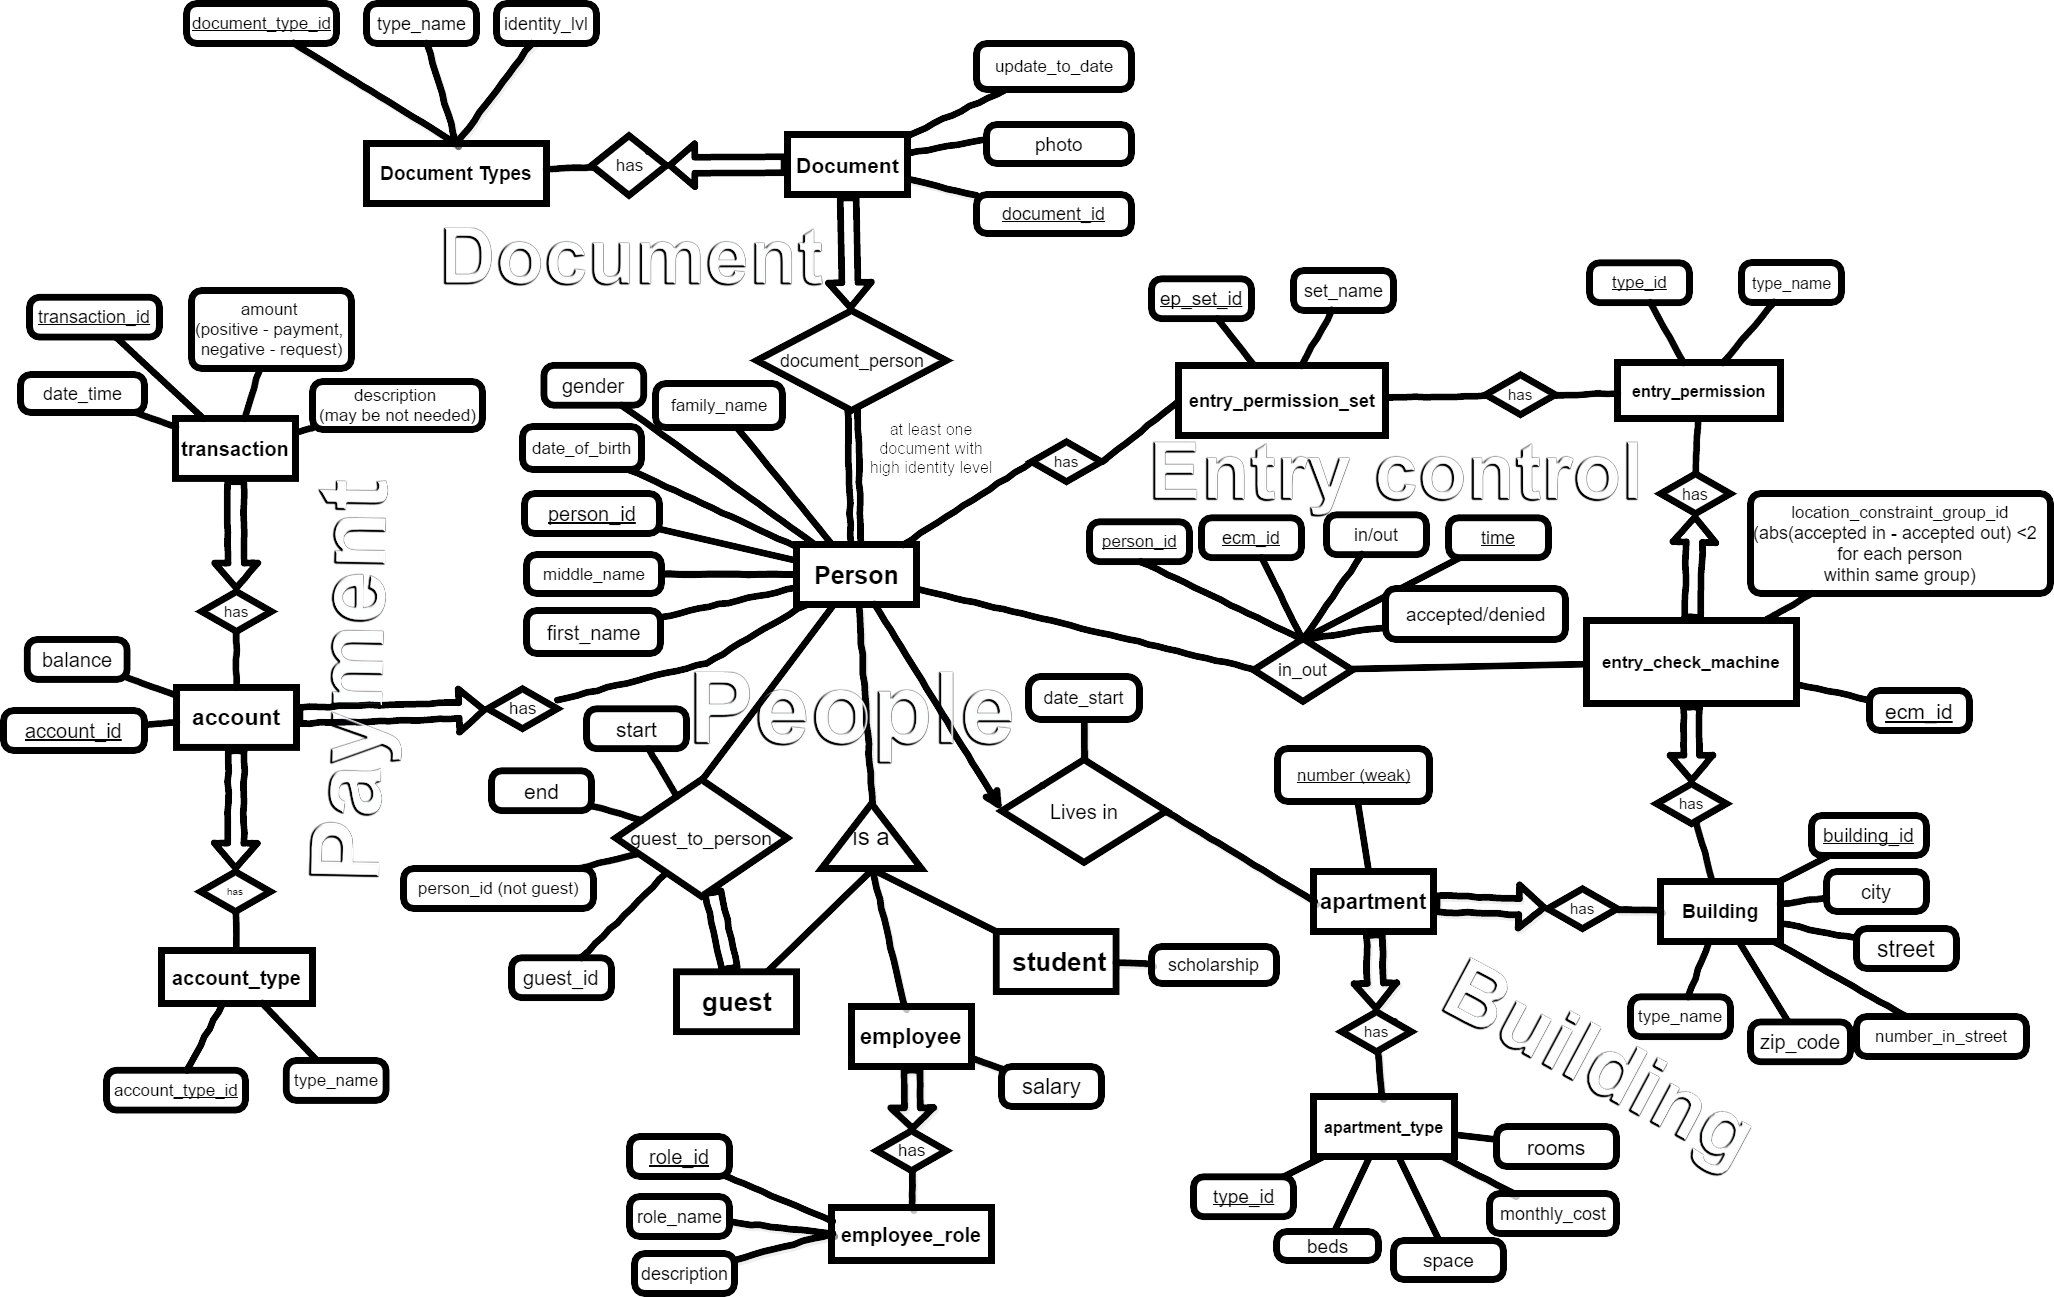 document_type_id
type_name
identity_lvl
update_to_date
photo
document_id
Document Types
has
Document
Document
document_person
at least one
document with
high identity level
transaction_id
amount
(positive - payment,
negative - request)
date_time
description
(may be not needed)
transaction
has
balance
account_id
account
has
has
account_type
account_type_id
type_name
Payment
gender
family_name
date_of_birth
person_id
middle_name
first_name
Person
has
ep_set_id
set_name
entry_permission_set
has
type_id
type_name
entry_permission
Entry control
has
location_constraint_group_id
(abs(accepted in - accepted out) <2
for each person
within same group)
person_id
ecm_id
in/out
time
accepted/denied
in_out
entry_check_machine
ecm_id
has
People
start
end
guest_to_person
person_id (not guest)
guest_id
is a
date_start
Lives in
guest
student
scholarship
employee
salary
has
role_id
role_name
description
employee_role
number (weak)
apartment
has
Building
building_id
city
street
type_name
zip_code
number_in_street
Building
has
apartment_type
rooms
type_id
monthly_cost
beds
space